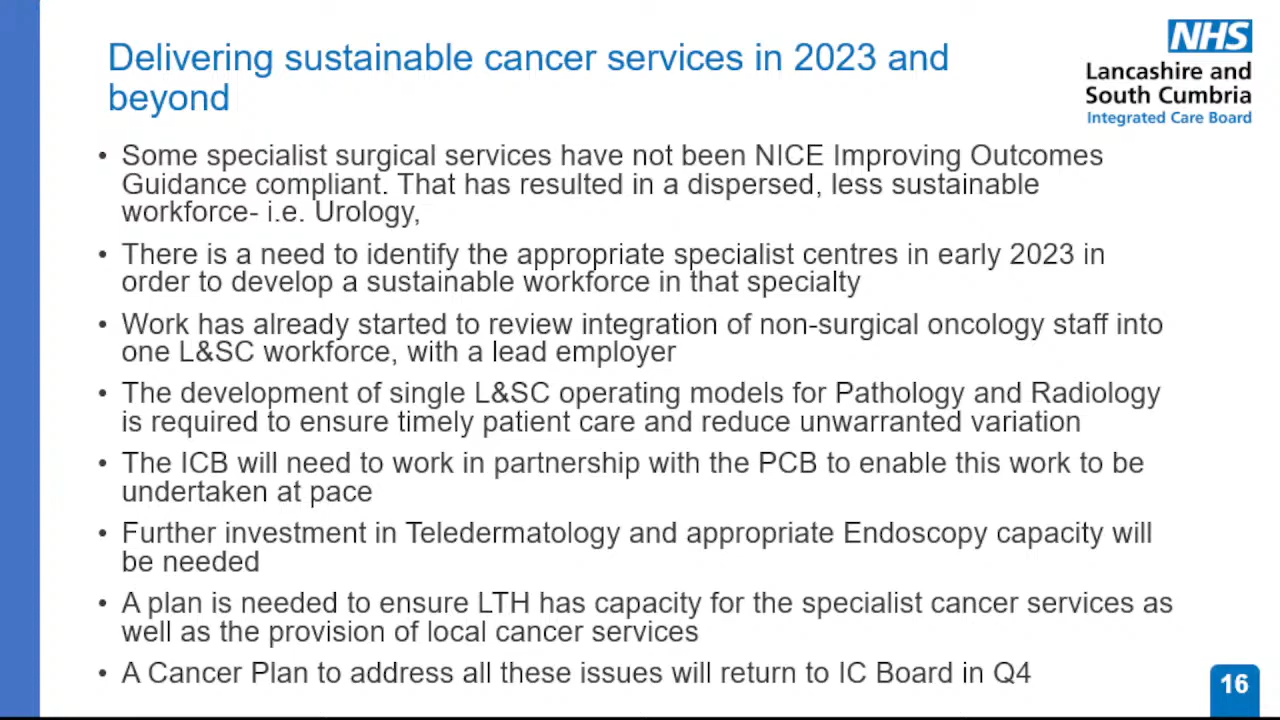 Delivering sustainable cancer services in 2023 and
beyond
NHS
Lancashire and
South Cumbria
Integrated Care Board
• Some specialist surgical services have not been NICE Improving Outcomes
Guidance compliant. That has resulted in a dispersed, less sustainable
workforce- i.e. Urology,
• There is a need to identify the appropriate specialist centres in early 2023 in
order to develop a sustainable workforce in that specialty
• Work has already started to review integration of non-surgical oncology staff into
one L&SC workforce, with a lead employer
• The development of single L&SC operating models for Pathology and Radiology
is required to ensure timely patient care and reduce unwarranted variation
• The ICB will need to work in partnership with the PCB to enable this work to be
undertaken at pace
• Further investment in Teledermatology and appropriate Endoscopy capacity will
be needed
• A plan is needed to ensure LTH has capacity for the specialist cancer services as
well as the provision of local cancer services
• A Cancer Plan to address all these issues will return to IC Board in Q4
16